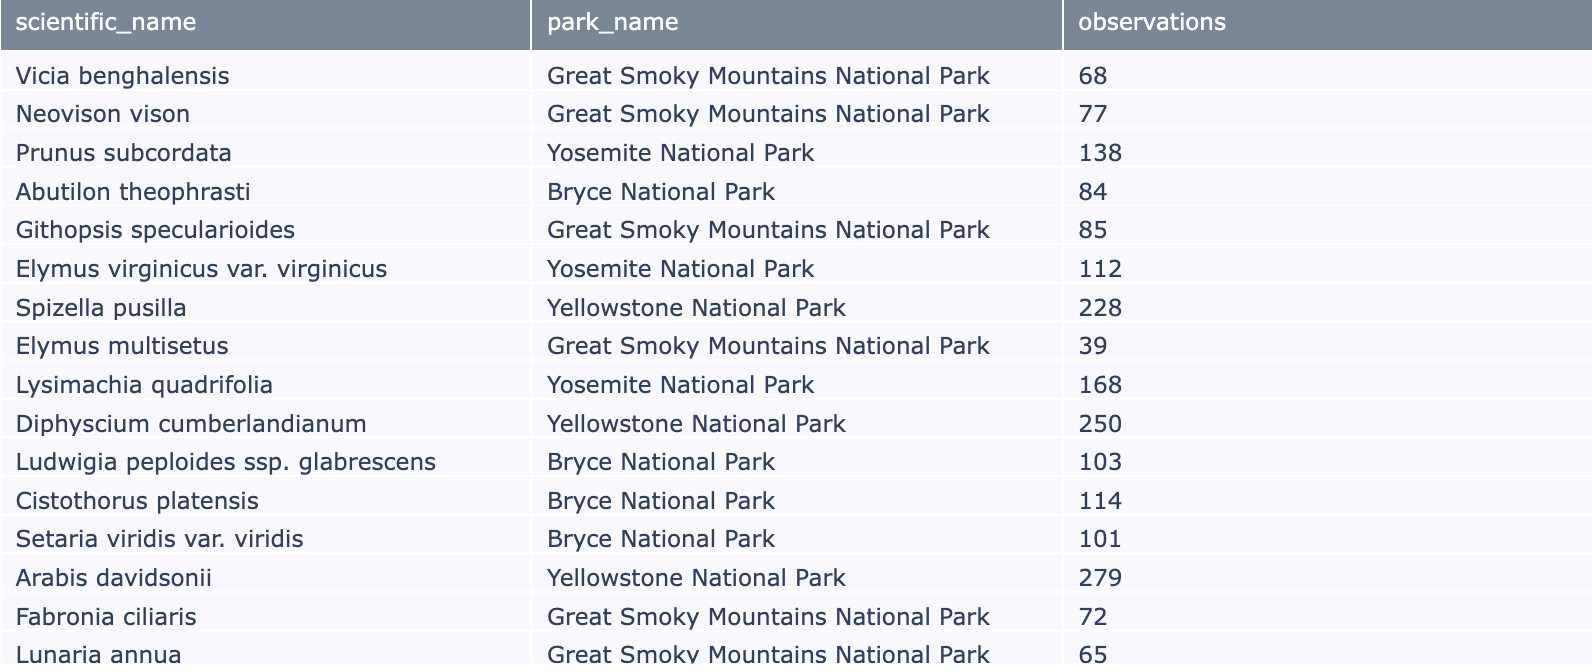 scientific_name park_name observations
Vicia benghalensis Great Smoky Mountains National Park 68
Neovison vison Great Smoky Mountains National Park 77
Prunus subcordata Yosemite National Park 138
Abutilon theophrasti Bryce National Park 84
Githopsis specularioides Great Smoky Mountains National Park 85
Elymus virginicus var. virginicus Yosemite National Park 112
Spizella pusilla Yellowstone National Park 228
Elymus multisetus Great Smoky Mountains National Park 39
Lysimachia quadrifolia Yosemite National Park 168
Diphyscium cumberlandianum Yellowstone National Park 250
Ludwigia peploides ssp. glabrescens Bryce National Park 103
Cistothorus platensis Bryce National Park 114
Setaria viridis var. viridis Bryce National Park 101
Arabis davidsonii Yellowstone National Park 279
Fabronia ciliaris Great Smoky Mountains National Park 72
Lunaria annua Great Smoky Mountains National Park 65